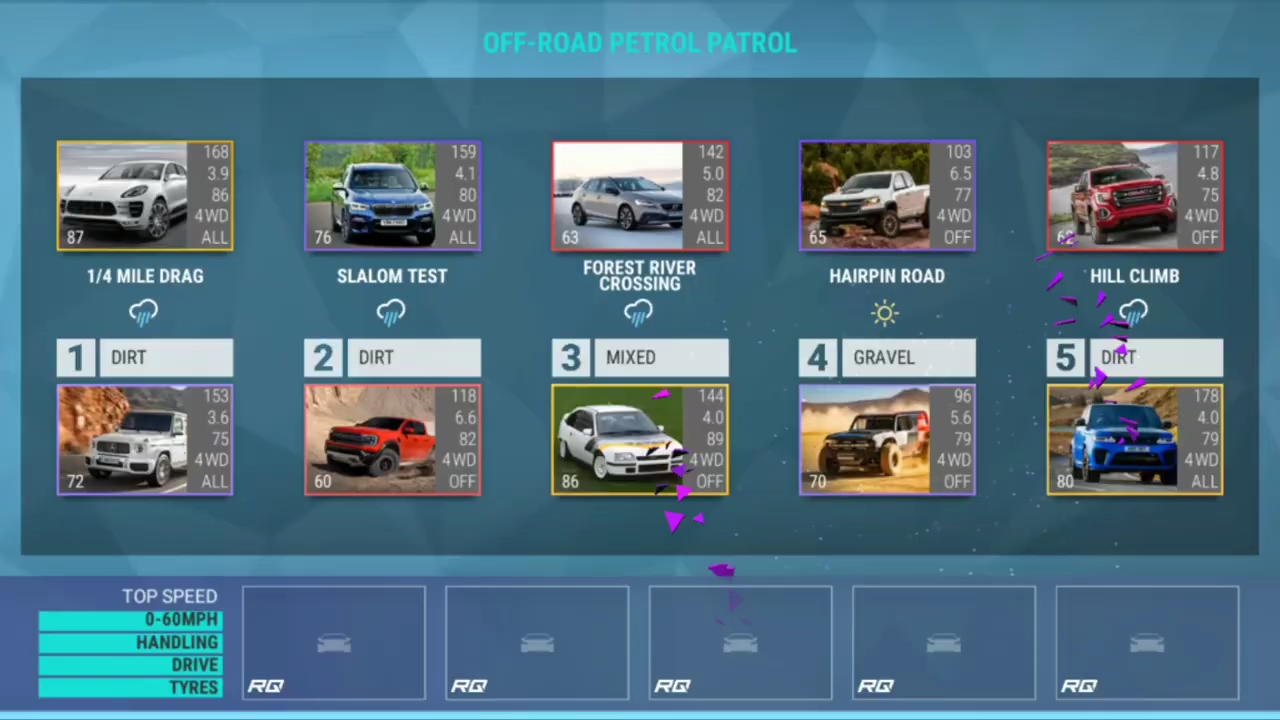 OFF-ROAD PETROL PATROL
168
3.9
86
4WD
ALL
87
159
4.1
80
4WD
ALL
76
142
5.0
82
4WD
ALL
63
103
6.5
77
4WD
OFF
65
117
4.8
75
4WD
OFF
1/4 MILE DRAG
SLALOM TEST
FOREST RIVER
CROSSING
HAIRPIN ROAD
HILL CLIMB
1 DIRT
2 DIRT
3 MIXED
4 GRAVEL
5 DIRT
153
3.6
75
4WD
ALL
72
118
6.6
82
4WD
OFF
60
144
4.0
89
4WD
OFF
86
96
5.6
79
4WD
OFF
70
178
4.0
79
4WD
ALL
80
TOP SPEED
0-60MPH
HANDLING
DRIVE
TYRES
RQ
RQ
RQ
RQ
RQ